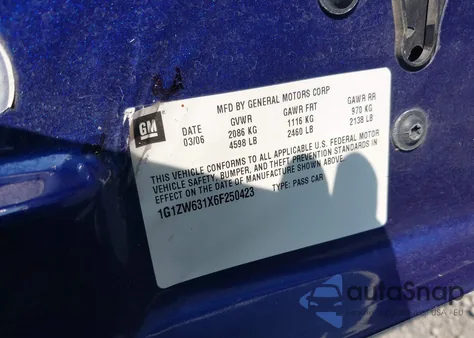 GM
MFD BY GENERAL MOTORS CORP
DATE GVWR GAWR FRT GAWR RR
03/06 2086 KG 1116 KG 970 KG
4598 LB 2460 LB 2138 LB
THIS VEHICLE CONFORMS TO ALL APPLICABLE U.S. FEDERAL MOTOR
VEHICLE SAFETY, BUMPER, AND THEFT PREVENTION STANDARDS IN
EFFECT ON THE DATE OF MANUFACTURE SHOWN ABOVE.
1G1ZW631X6F250423 TYPE: PASS CAR
autoSnap